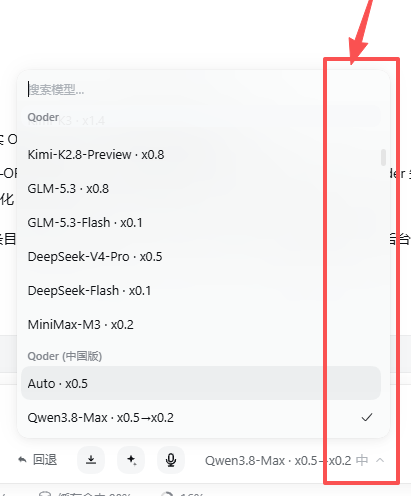 搜索模型...
Qoder
Kimi-K2.8-Preview · x0.8
GLM-5.3 · x0.8
GLM-5.3-Flash · x0.1
DeepSeek-V4-Pro · x0.5
DeepSeek-Flash · x0.1
MiniMax-M3 · x0.2
Qoder (中国版)
Auto · x0.5
Qwen3.8-Max · x0.5→x0.2
回退
Qwen3.8-Max · x0.5→x0.2 中